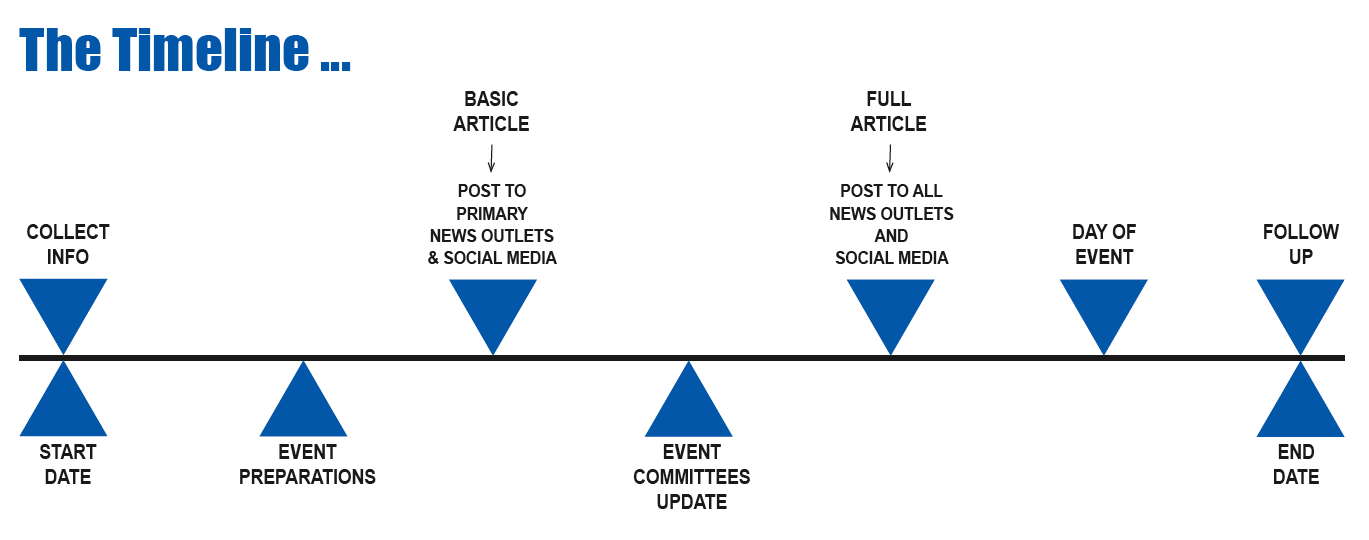 The Timeline ...
BASIC
ARTICLE
POST TO
PRIMARY
NEWS OUTLETS
& SOCIAL MEDIA
FULL
ARTICLE
POST TO ALL
NEWS OUTLETS
AND
SOCIAL MEDIA
COLLECT
INFO
DAY OF
EVENT
FOLLOW
UP
START
DATE
EVENT
PREPARATIONS
EVENT
COMMITTEES
UPDATE
END
DATE